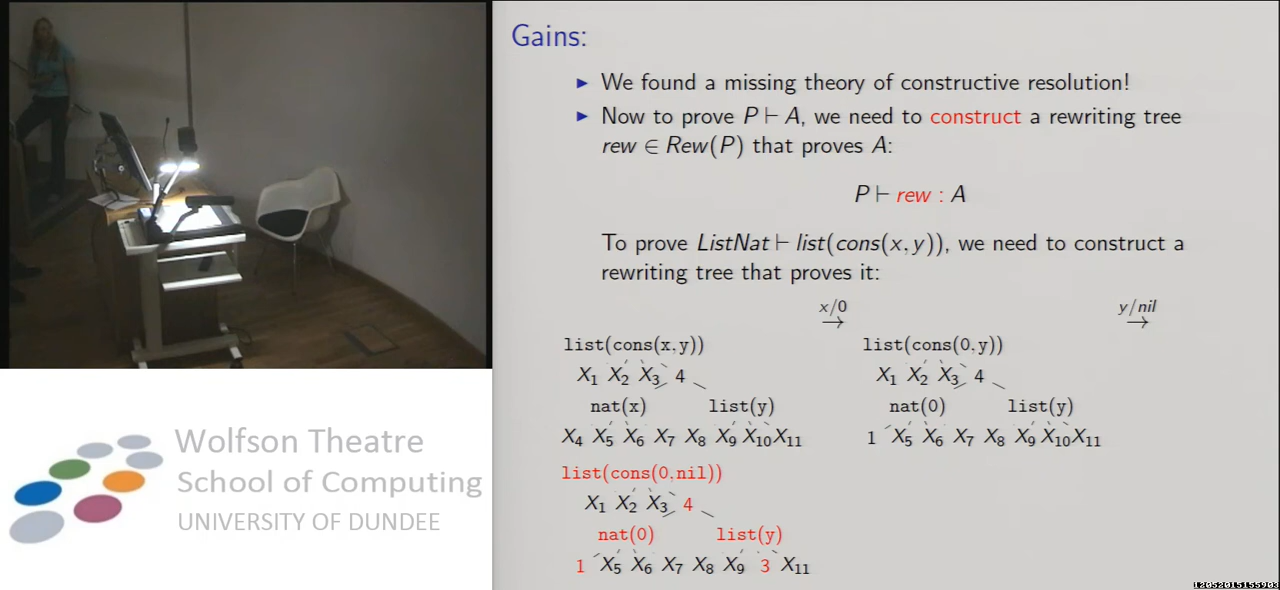 Gains:
▶ We found a missing theory of constructive resolution!
▶ Now to prove P ⊢ A, we need to construct a rewriting tree
rew ∈ Rew(P) that proves A:
P ⊢ rew : A
To prove ListNat ⊢ list(cons(x, y)), we need to construct a
rewriting tree that proves it:
x/0 → y/nil →
list(cons(x,y)) list(cons(0,y))
X₁ X₂ X₃ 4 X₁ X₂ X₃ 4
nat(x) list(y) nat(0) list(y)
X₄ X₅ X₆ X₇ X₈ X₉ X₁₀ X₁₁ 1 X₅ X₆ X₇ X₈ X₉ X₁₀ X₁₁
list(cons(0,nil))
X₁ X₂ X₃ 4
nat(0) list(y)
1 X₅ X₆ X₇ X₈ X₉ 3 X₁₁
Wolfson Theatre
School of Computing
UNIVERSITY OF DUNDEE